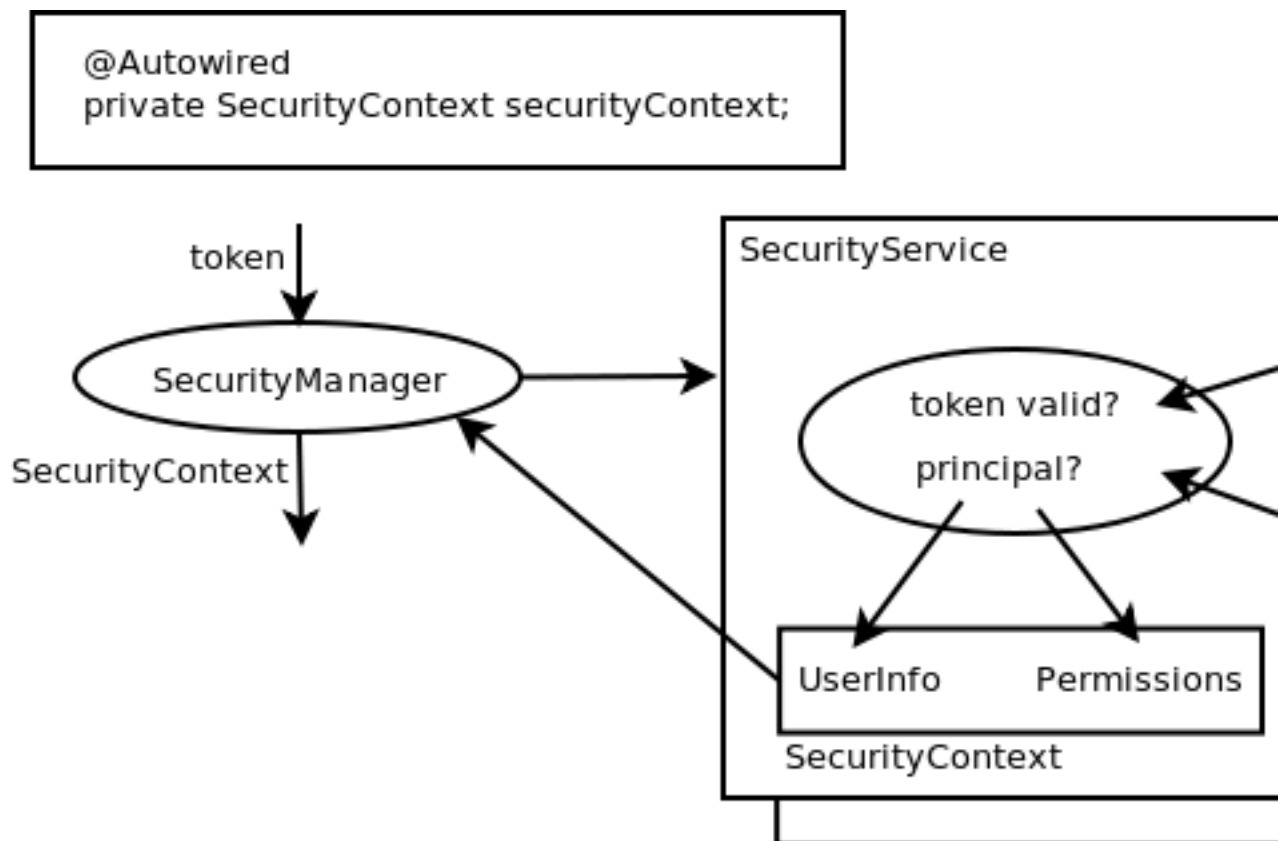 @Autowired
private SecurityContext securityContext;
token
SecurityService
SecurityManager
token valid?
principal?
SecurityContext
UserInfo
Permissions
SecurityContext